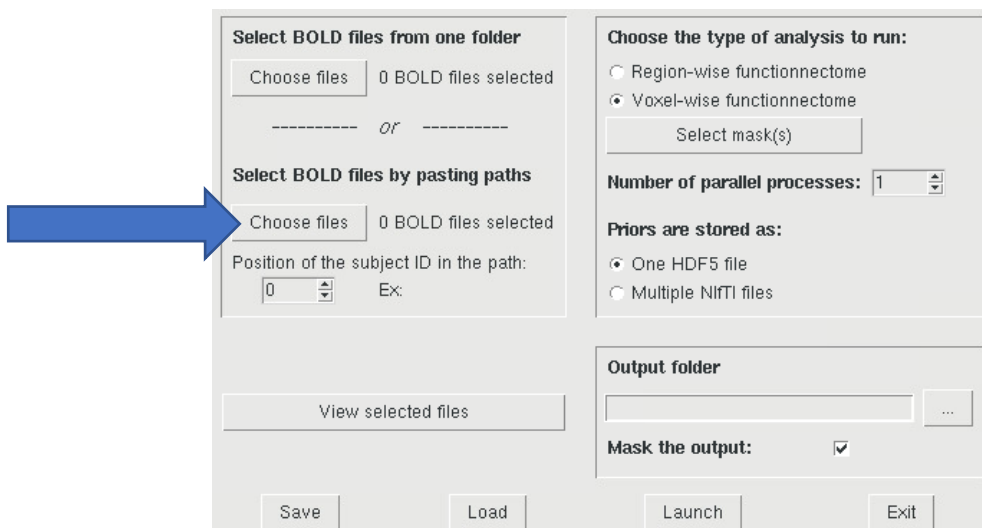 Select BOLD files from one folder
Choose files 0 BOLD files selected
---------- or ----------
Select BOLD files by pasting paths
Choose files 0 BOLD files selected
Position of the subject ID in the path:
0 Ex:
View selected files
Choose the type of analysis to run:
Region-wise functionnectome
Voxel-wise functionnectome
Select mask(s)
Number of parallel processes: 1
Priors are stored as:
One HDF5 file
Multiple NIfTI files
Output folder
...
Mask the output:
Save Load Launch Exit